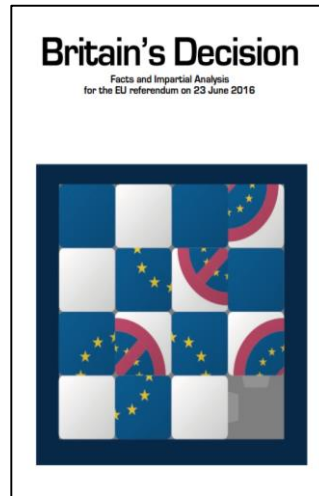 Britain's Decision
Facts and Impartial Analysis
for the EU referendum on 23 June 2016